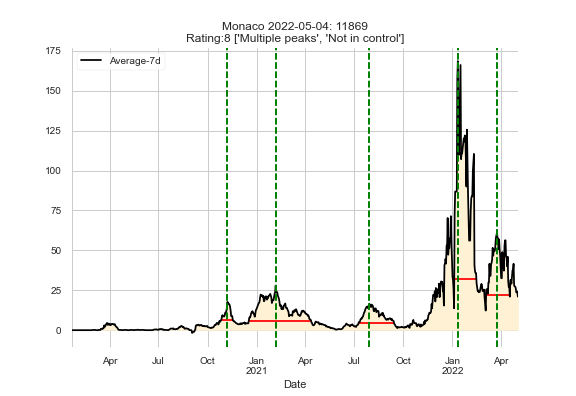 Monaco 2022-05-04: 11869
Rating:8 ['Multiple peaks', 'Not in control']
175
150
125
100
75
50
25
0
Average-7d
Apr
Jul
Oct
Jan
2021
Apr
Jul
Oct
Jan
2022
Apr
Date